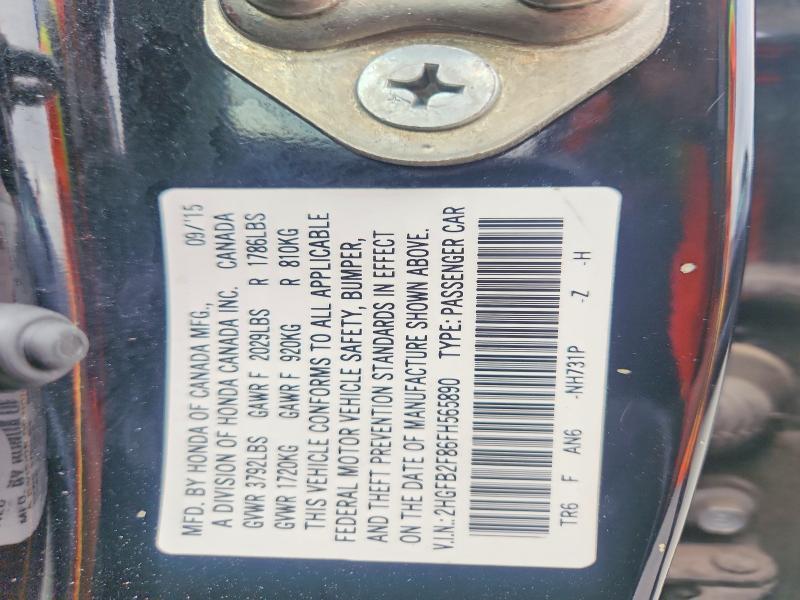 MFD. BY HONDA OF CANADA MFG., 09/'15
A DIVISION OF HONDA CANADA INC. CANADA
GVWR 3792LBS GAWR F 2029LBS R 1786LBS
GVWR 1720KG GAWR F 920KG R 810KG
THIS VEHICLE CONFORMS TO ALL APPLICABLE
FEDERAL MOTOR VEHICLE SAFETY, BUMPER,
AND THEFT PREVENTION STANDARDS IN EFFECT
ON THE DATE OF MANUFACTURE SHOWN ABOVE.
V.I.N.:2HGFB2F86FH565890 TYPE:PASSENGER CAR
TR6 F AN6 -NH731P -Z -H
MFG. BY